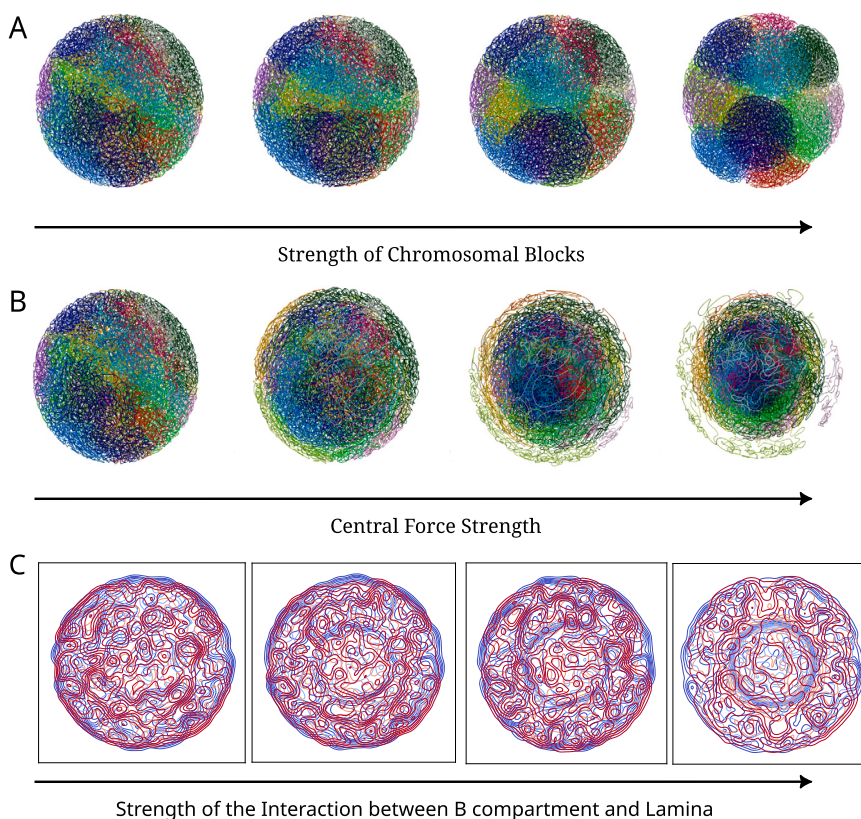 A
Strength of Chromosomal Blocks
B
Central Force Strength
C
Strength of the Interaction between B compartment and Lamina